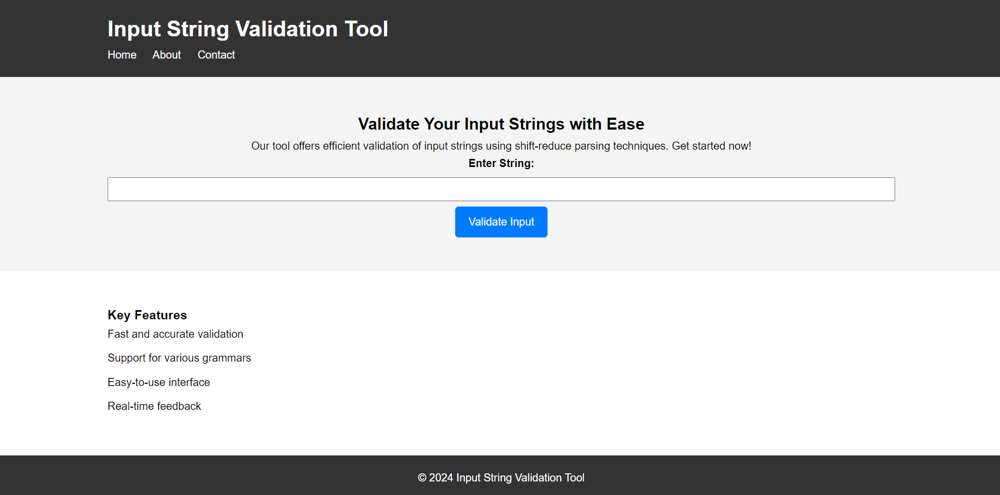 Input String Validation Tool
Home About Contact
Validate Your Input Strings with Ease
Our tool offers efficient validation of input strings using shift-reduce parsing techniques. Get started now!
Enter String:
Validate Input
Key Features
Fast and accurate validation
Support for various grammars
Easy-to-use interface
Real-time feedback
© 2024 Input String Validation Tool